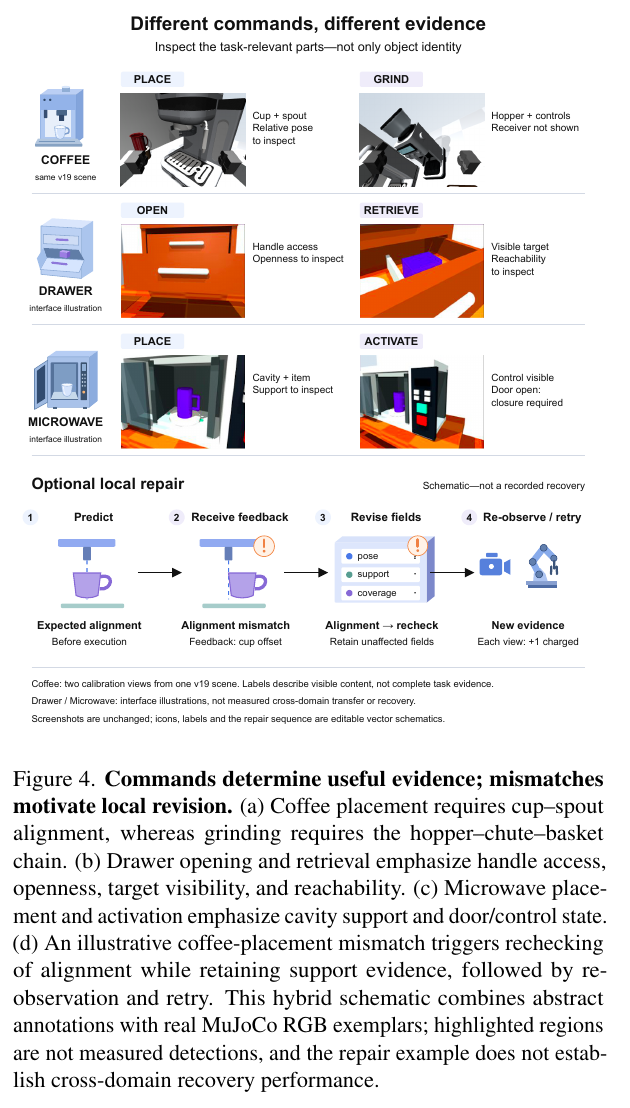 Different commands, different evidence
Inspect the task-relevant parts—not only object identity
PLACE
GRIND
Cup + spout
Relative pose
to inspect
Hopper + controls
Receiver not shown
COFFEE
same v19 scene
OPEN
RETRIEVE
Handle access
Openness to inspect
Visible target
Reachability
to inspect
DRAWER
interface illustration
PLACE
ACTIVATE
Cavity + item
Support to inspect
Control visible
Door open:
closure required
MICROWAVE
interface illustration
Optional local repair
Schematic—not a recorded recovery
1 Predict
2 Receive feedback
3 Revise fields
4 Re-observe / retry
pose
support
coverage
Expected alignment
Before execution
Alignment mismatch
Feedback: cup offset
Alignment → recheck
Retain unaffected fields
New evidence
Each view: +1 charged
Coffee: two calibration views from one v19 scene. Labels describe visible content, not complete task evidence.
Drawer / Microwave: interface illustrations, not measured cross-domain transfer or recovery.
Screenshots are unchanged; icons, labels and the repair sequence are editable vector schematics.
Figure 4. Commands determine useful evidence; mismatches
motivate local revision. (a) Coffee placement requires cup–spout
alignment, whereas grinding requires the hopper–chute–basket
chain. (b) Drawer opening and retrieval emphasize handle access,
openness, target visibility, and reachability. (c) Microwave place-
ment and activation emphasize cavity support and door/control state.
(d) An illustrative coffee-placement mismatch triggers rechecking
of alignment while retaining support evidence, followed by re-
observation and retry. This hybrid schematic combines abstract
annotations with real MuJoCo RGB exemplars; highlighted regions
are not measured detections, and the repair example does not estab-
lish cross-domain recovery performance.